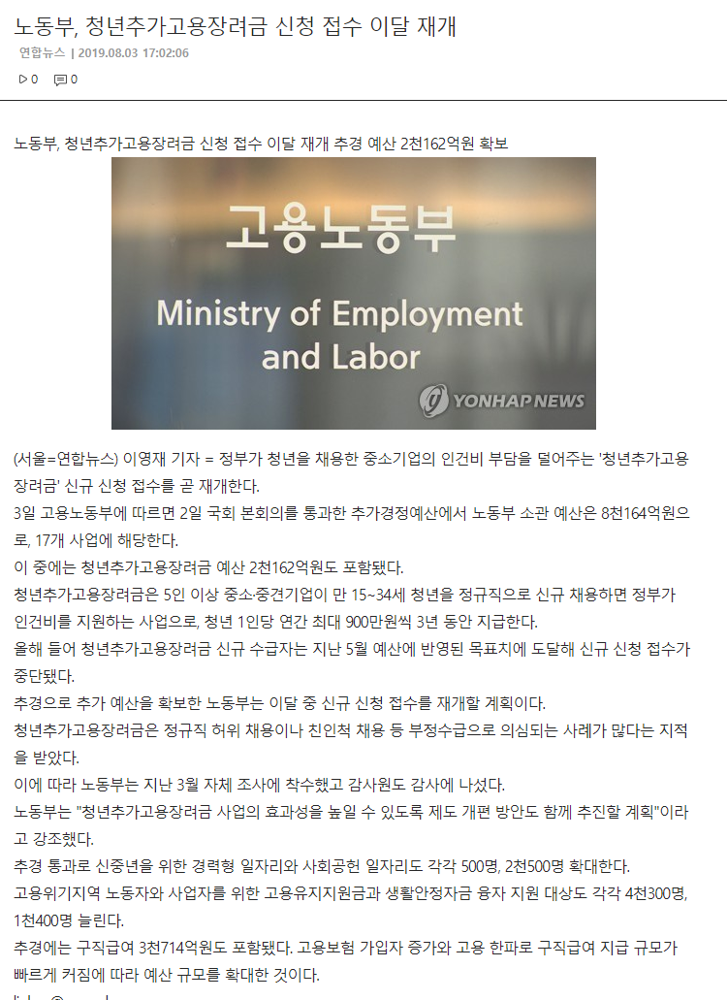 노동부, 청년추가고용장려금 신청 접수 이달 재개
연합뉴스 | 2019.08.03 17:02:06
0 0
노동부, 청년추가고용장려금 신청 접수 이달 재개 추경 예산 2천162억원 확보
고용노동부
Ministry of Employment
and Labor
YONHAP NEWS
(서울=연합뉴스) 이영재 기자 = 정부가 청년을 채용한 중소기업의 인건비 부담을 덜어주는 '청년추가고용
장려금' 신규 신청 접수를 곧 재개한다.
3일 고용노동부에 따르면 2일 국회 본회의를 통과한 추가경정예산에서 노동부 소관 예산은 8천164억원으
로, 17개 사업에 해당한다.
이 중에는 청년추가고용장려금 예산 2천162억원도 포함됐다.
청년추가고용장려금은 5인 이상 중소·중견기업이 만 15~34세 청년을 정규직으로 신규 채용하면 정부가
인건비를 지원하는 사업으로, 청년 1인당 연간 최대 900만원씩 3년 동안 지급한다.
올해 들어 청년추가고용장려금 신규 수급자는 지난 5월 예산에 반영된 목표치에 도달해 신규 신청 접수가
중단됐다.
추경으로 추가 예산을 확보한 노동부는 이달 중 신규 신청 접수를 재개할 계획이다.
청년추가고용장려금은 정규직 허위 채용이나 친인척 채용 등 부정수급으로 의심되는 사례가 많다는 지적
을 받았다.
이에 따라 노동부는 지난 3월 자체 조사에 착수했고 감사원도 감사에 나섰다.
노동부는 "청년추가고용장려금 사업의 효과성을 높일 수 있도록 제도 개편 방안도 함께 추진할 계획"이라
고 강조했다.
추경 통과로 신중년을 위한 경력형 일자리와 사회공헌 일자리도 각각 500명, 2천500명 확대한다.
고용위기지역 노동자와 사업자를 위한 고용유지지원금과 생활안정자금 융자 지원 대상도 각각 4천300명,
1천400명 늘린다.
추경에는 구직급여 3천714억원도 포함됐다. 고용보험 가입자 증가와 고용 한파로 구직급여 지급 규모가
빠르게 커짐에 따라 예산 규모를 확대한 것이다.